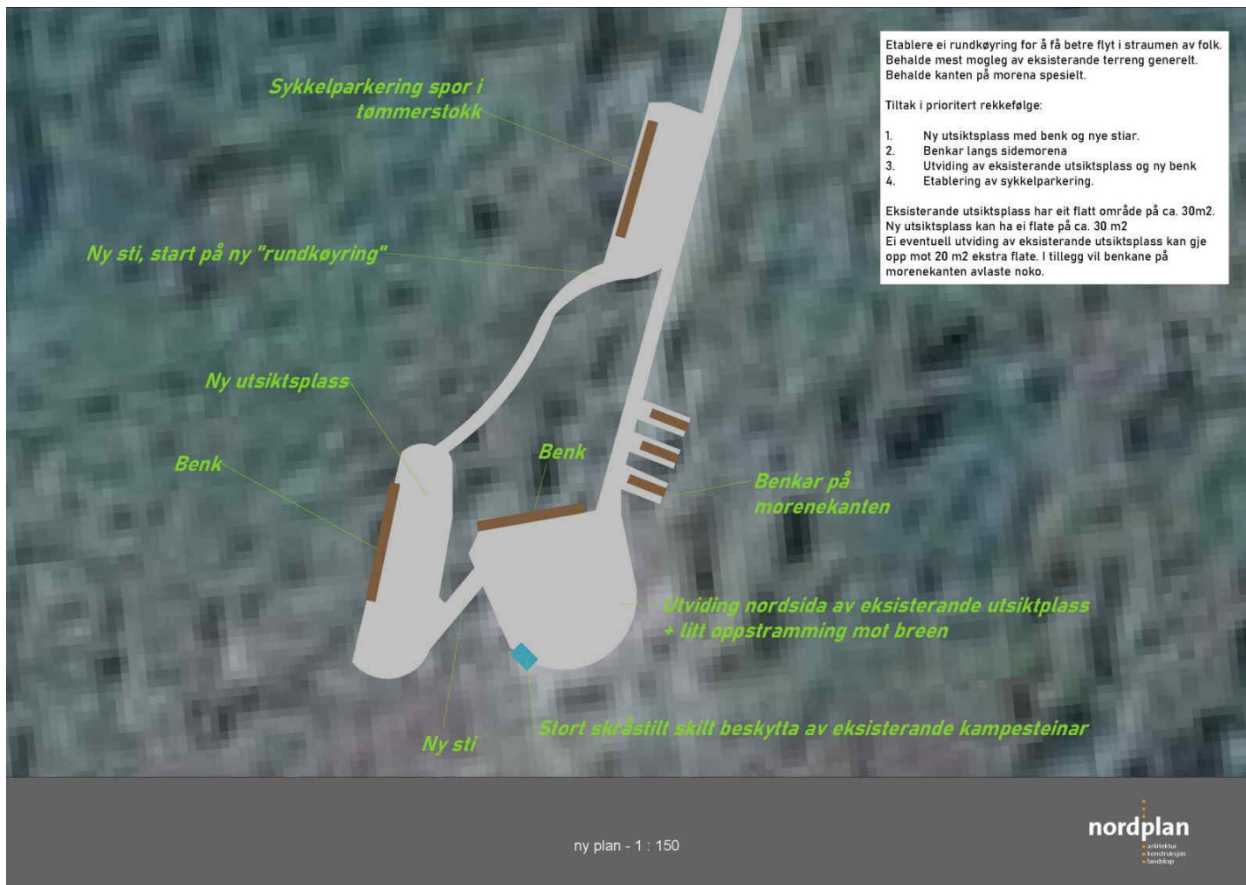 Etablere ei rundkøyring for å få betre flyt i straumen av folk.
Behalde mest mogleg av eksisterande terreng generelt.
Behalde kanten på morena spesielt.
Tiltak i prioritert rekkefølge:
1. Ny utsiktsplass med benk og nye stiar.
2. Benkar langs sidemorena
3. Utviding av eksisterande utsiktsplass og ny benk
4. Etablering av sykkelparkering.
Eksisterande utsiktsplass har eit flatt område på ca. 30m2.
Ny utsiktsplass kan ha ei flate på ca. 30 m2
Ei eventuell utviding av eksisterande utsiktsplass kan gje
opp mot 20 m2 ekstra flate. I tillegg vil benkane på
morenekanten avlaste noko.
Sykkelparkering spor i
tømmerstokk
Ny sti, start på ny "rundkøyring"
Ny utsiktsplass
Benk
Benk
Benkar på
morenekanten
Utviding nordsida av eksisterande utsiktplass
+ litt oppstramming mot breen
Stort skråstilt skilt beskytta av eksisterande kampesteinar
Ny sti
ny plan - 1 : 150
nordplan
arkitektur
konstruksjon
landskap